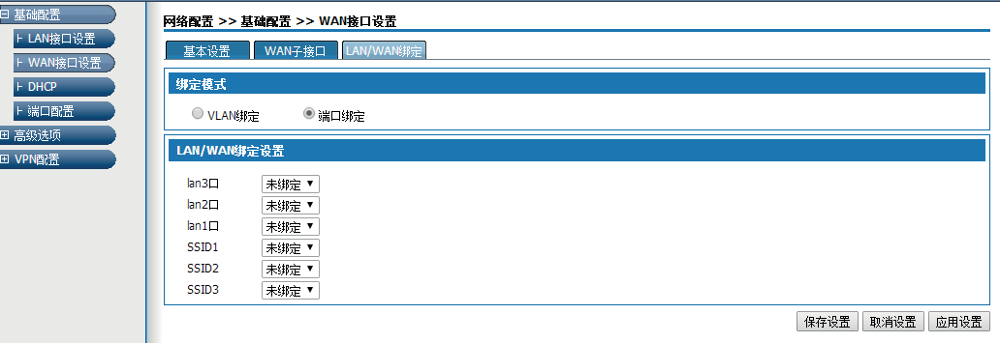 基础配置
LAN接口设置
WAN接口设置
DHCP
端口配置
高级选项
VPN配置
网络配置 >> 基础配置 >> WAN接口设置
基本设置 WAN子接口 LAN/WAN绑定
绑定模式
VLAN绑定 端口绑定
LAN/WAN绑定设置
lan3口 未绑定
lan2口 未绑定
lan1口 未绑定
SSID1 未绑定
SSID2 未绑定
SSID3 未绑定
保存设置 取消设置 应用设置